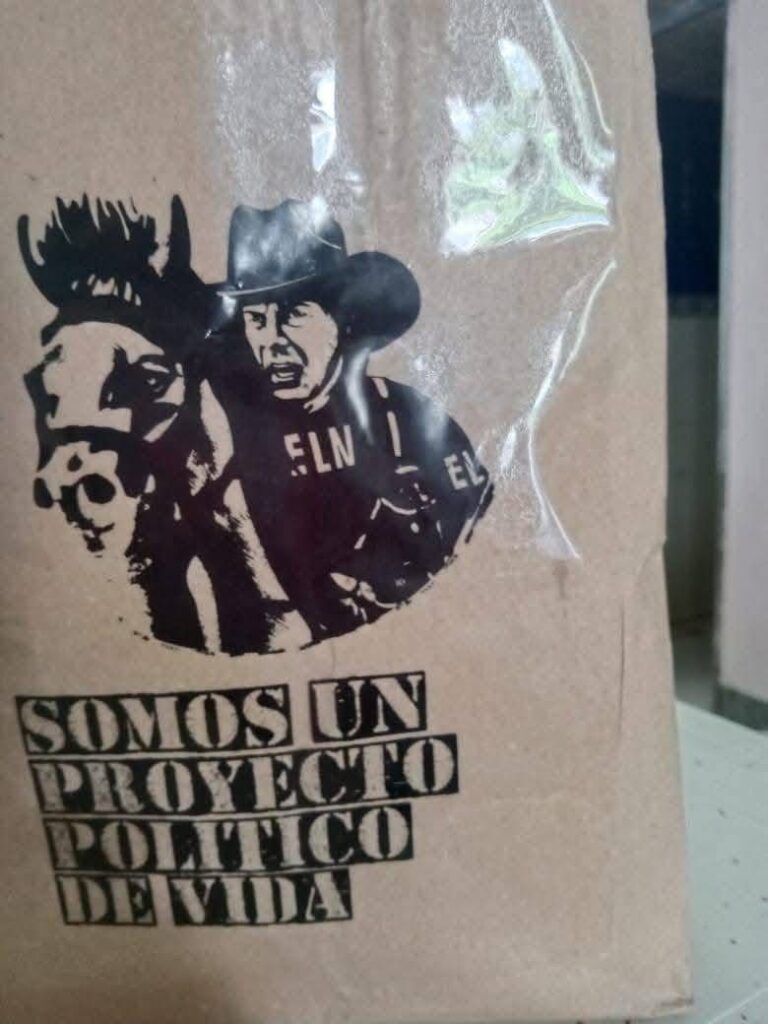 ELN
EL
SOMOS UN
PROYECTO
POLITICO
DE VIDA